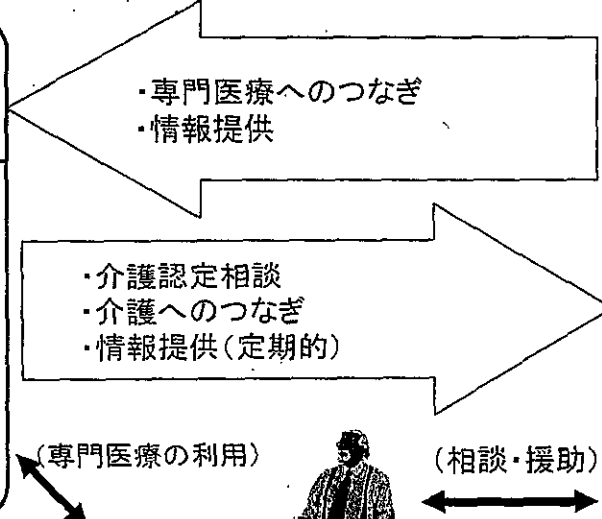 ・専門医療へのつなぎ
・情報提供
・介護認定相談
・介護へのつなぎ
・情報提供(定期的)
(専門医療の利用)
(相談・援助)